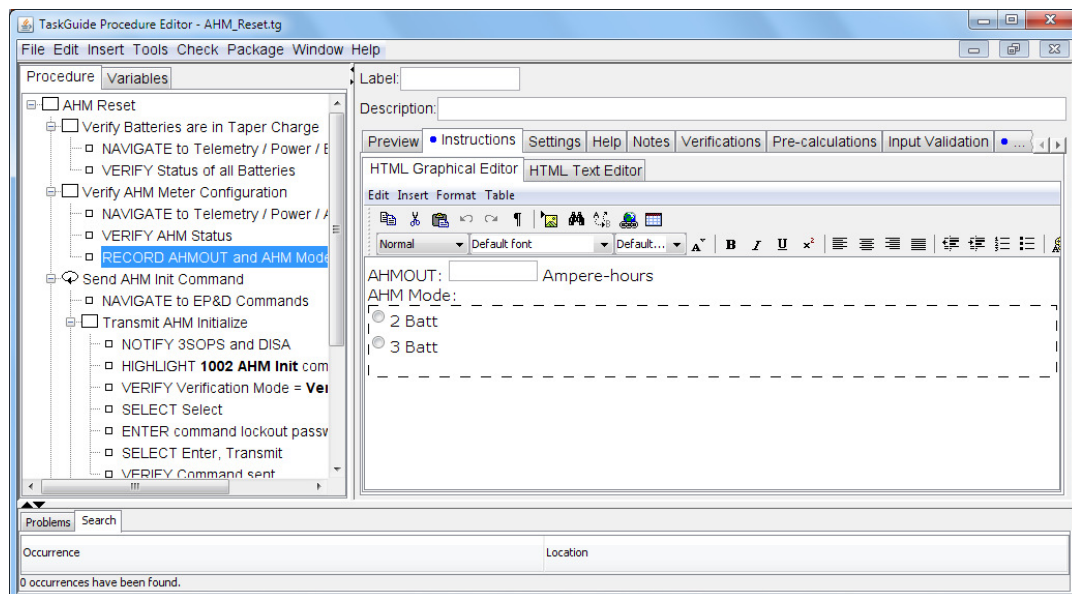 TaskGuide Procedure Editor - AHM_Reset.tg
File Edit Insert Tools Check Package Window Help
Procedure Variables
AHM Reset
Verify Batteries are in Taper Charge
NAVIGATE to Telemetry / Power /
VERIFY Status of all Batteries
Verify AHM Meter Configuration
NAVIGATE to Telemetry / Power /
VERIFY AHM Status
RECORD AHMOUT and AHM Mode
Send AHM Init Command
NAVIGATE to EP&D Commands
Transmit AHM Initialize
NOTIFY 3SOPS and DISA
HIGHLIGHT 1002 AHM Init com
VERIFY Verification Mode = Ver
SELECT Select
ENTER command lockout passw
SELECT Enter, Transmit
VERIFY Command sent
Label:
Description:
Preview • Instructions Settings Help Notes Verifications Pre-calculations Input Validation • ...
HTML Graphical Editor HTML Text Editor
Edit Insert Format Table
Normal Default font Default... A B I U x²
AHMOUT: Ampere-hours
AHM Mode:
2 Batt
3 Batt
Problems Search
Occurrence Location
0 occurrences have been found.